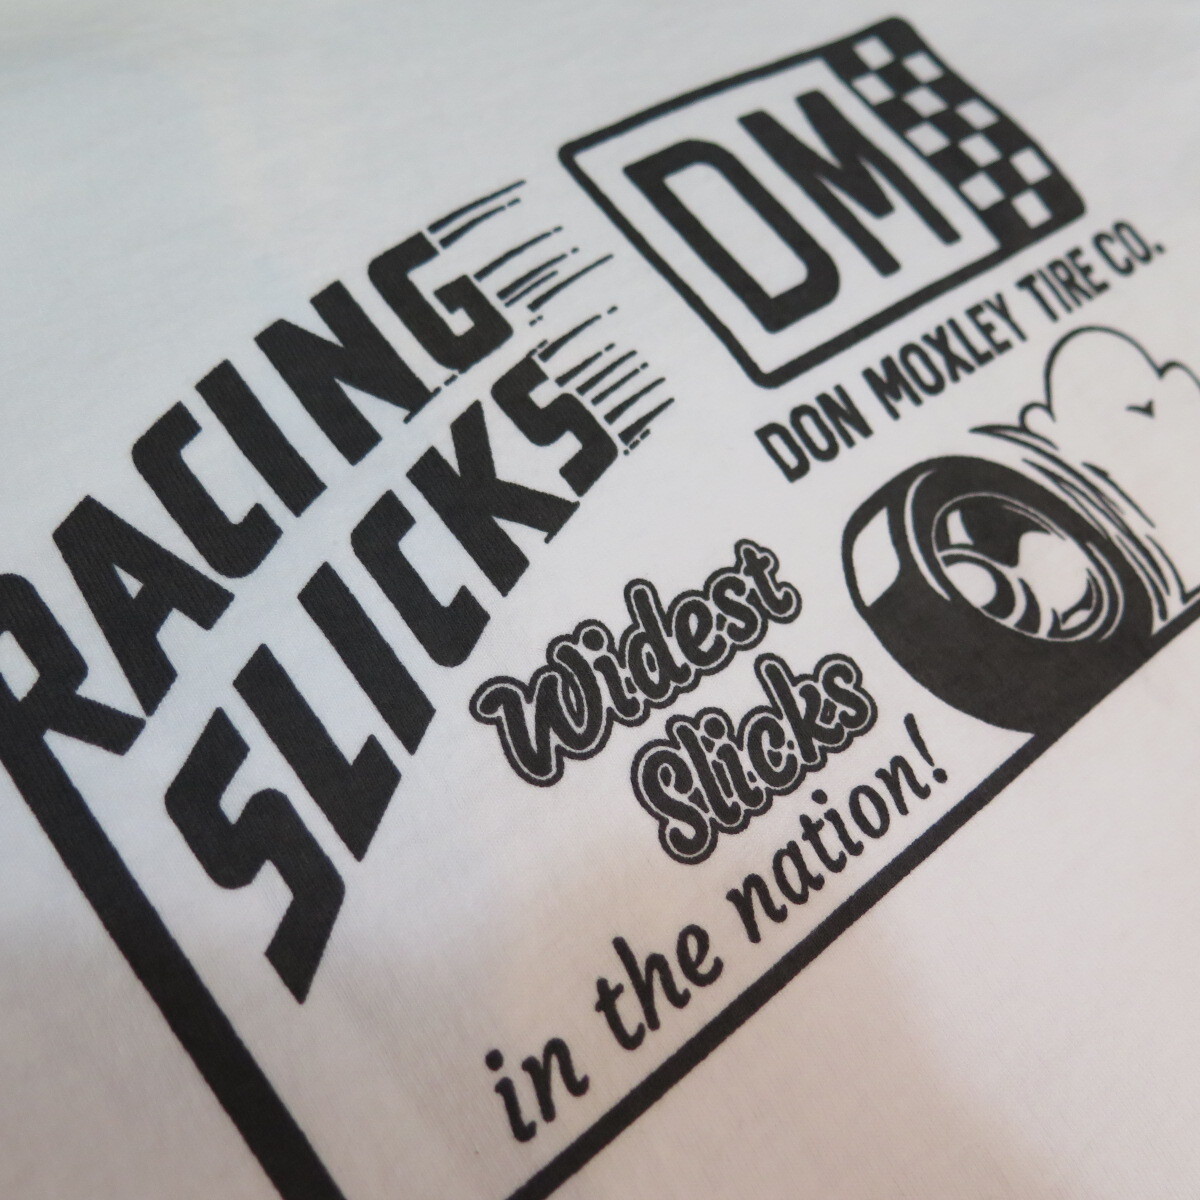 DM
DON MOXLEY TIRE CO.
RACING
SLICKS
Widest
Slicks
in the nation!